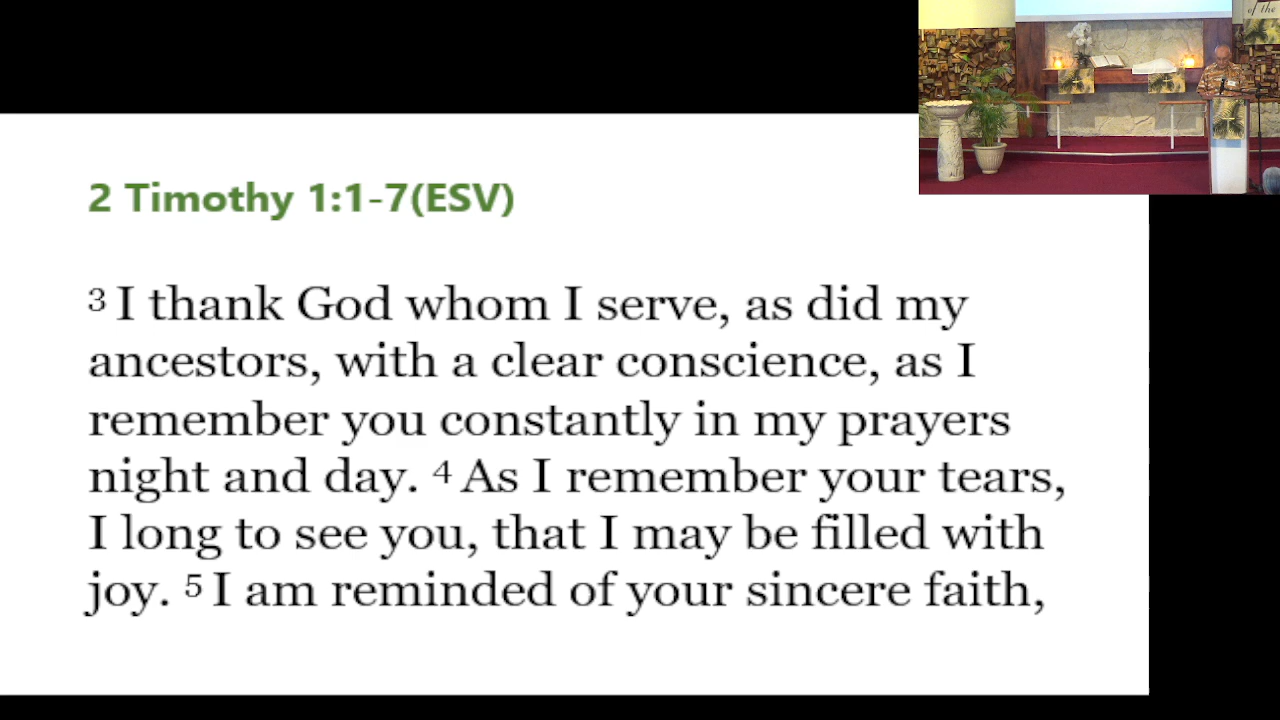 of the
2 Timothy 1:1-7(ESV)
3 I thank God whom I serve, as did my
ancestors, with a clear conscience, as I
remember you constantly in my prayers
night and day. 4 As I remember your tears,
I long to see you, that I may be filled with
joy. 5 I am reminded of your sincere faith,